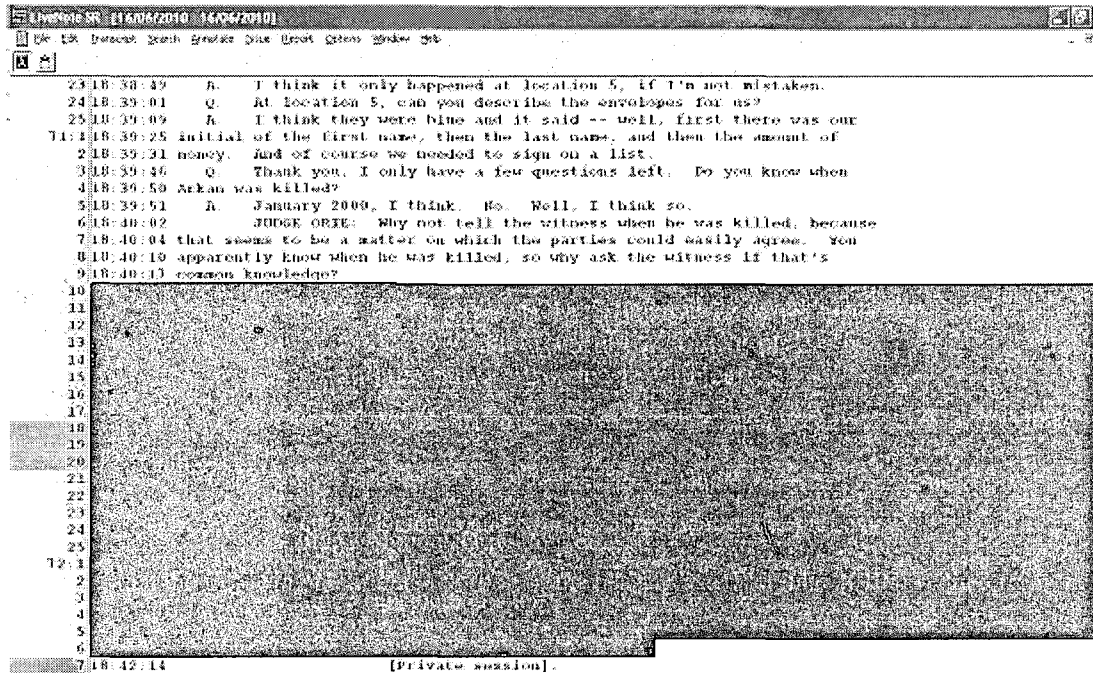 LiveNote SR - [16/06/2010 - 16/06/2010]
File Edit Transcript Search Annotate Issue Report Options Window Help
23 18:38:49 A. I think it only happened at location 5, if I'm not mistaken.
24 18:39:01 Q. At location 5, can you describe the envelopes for us?
25 18:39:09 A. I think they were blue and it said -- well, first there was our
71:1 18:39:25 initial of the first name, then the last name, and then the amount of
2 18:39:31 money. And of course we needed to sign on a list.
3 18:39:46 Q. Thank you, I only have a few questions left. Do you know when
4 18:39:50 Arkan was killed?
5 18:39:51 A. January 2000, I think. No. Well, I think so.
6 18:40:02 JUDGE ORIE: Why not tell the witness when he was killed, because
7 18:40:04 that seems to be a matter on which the parties could easily agree. You
8 18:40:10 apparently know when he was killed, so why ask the witness if that's
9 18:40:13 common knowledge?
10
11
12
13
14
15
16
17
18
19
20
21
22
23
24
25
72:1
2
3
4
5
6
7 18:42:14 [Private session].